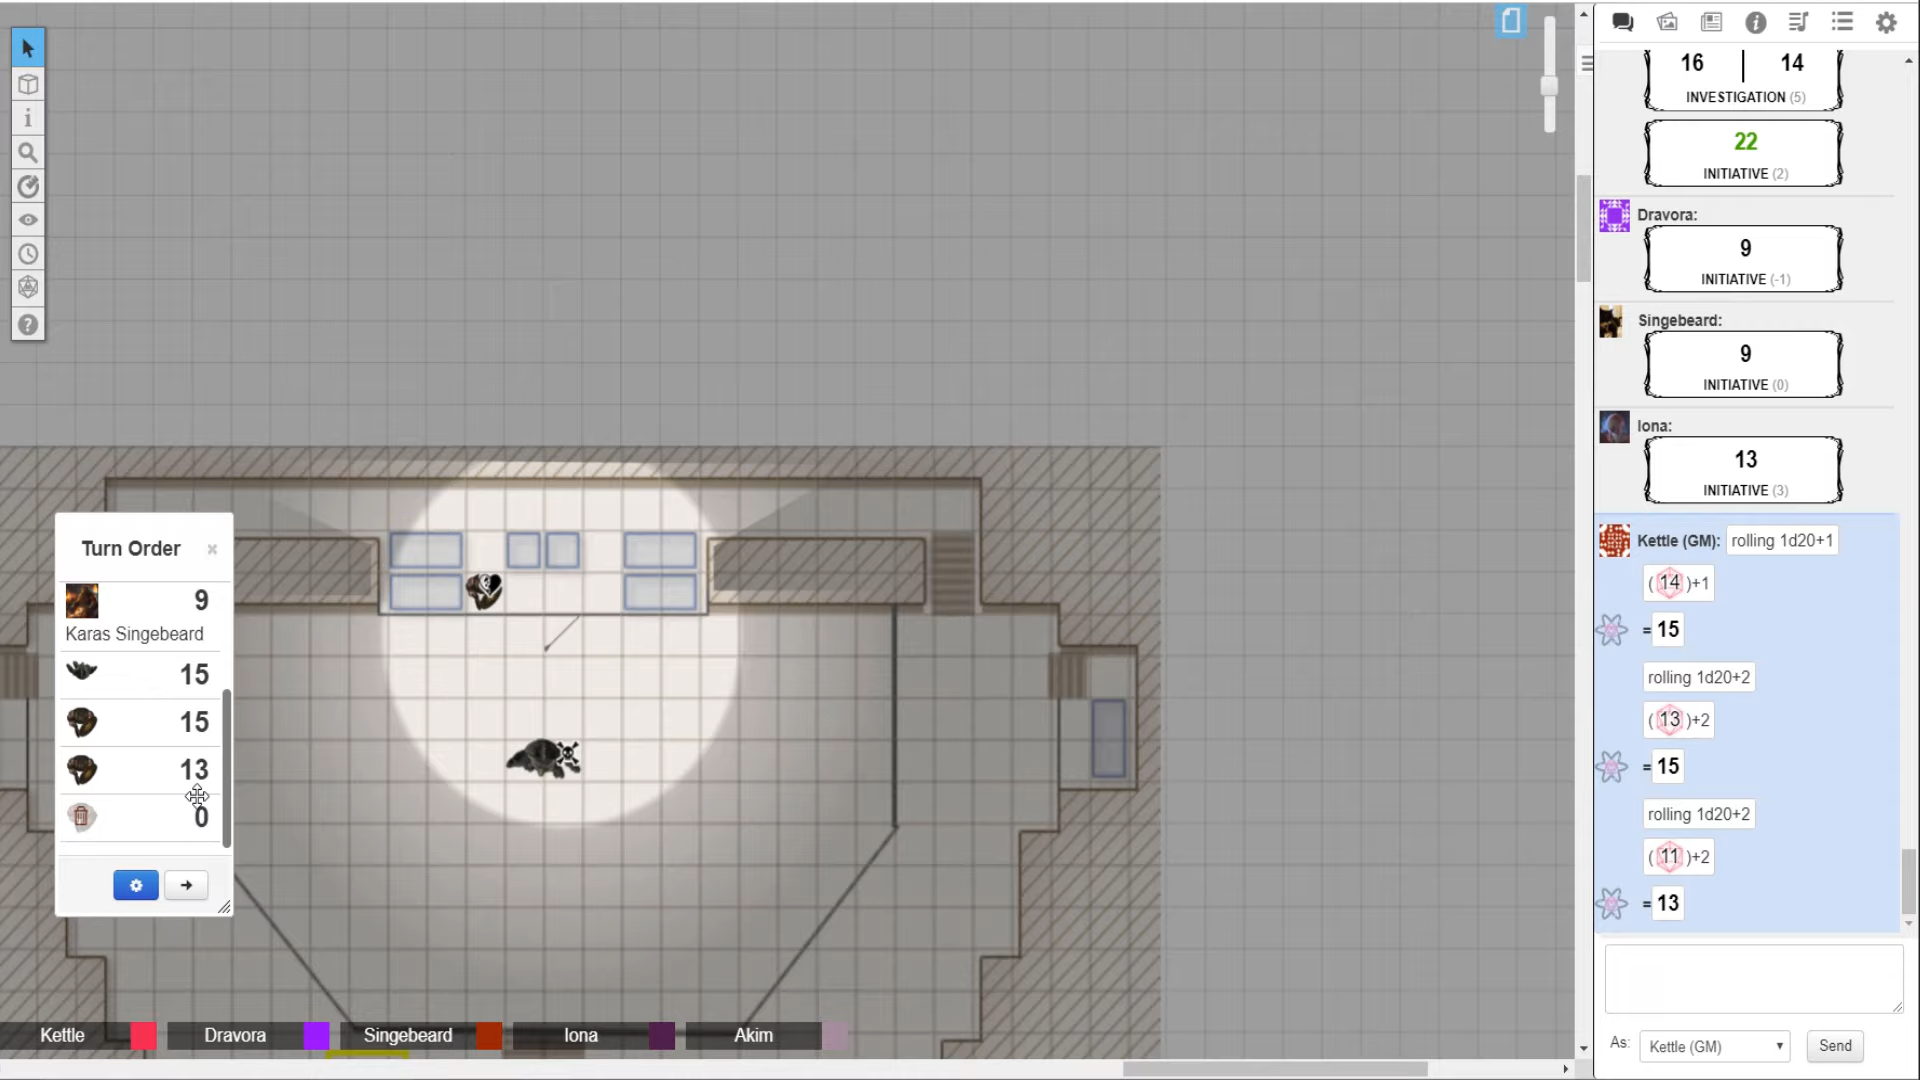 16 | 14
INVESTIGATION (5)
22
INITIATIVE (2)
Dravora:
9
INITIATIVE (-1)
Singebeard:
9
INITIATIVE (0)
Iona:
13
INITIATIVE (3)
Kettle (GM): rolling 1d20+1
(14)+1
=15
rolling 1d20+2
(13)+2
=15
rolling 1d20+2
(11)+2
=13
As: Kettle (GM) Send
Turn Order ×
9
Karas Singebeard
15
15
13
0
Kettle Dravora Singebeard Iona Akim